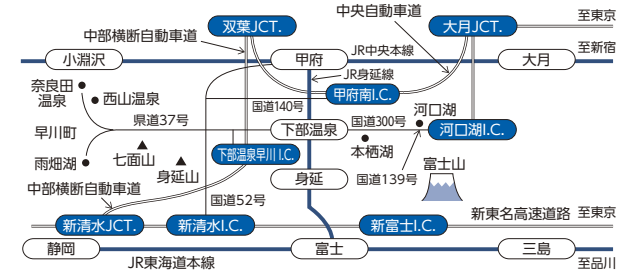 双葉JCT.
中央自動車道
大月JCT.
至東京
中部横断自動車道
小淵沢
甲府
JR中央本線
大月
至新宿
奈良田
温泉
西山温泉
JR身延線
甲府南I.C.
国道140号
河口湖
県道37号
早川町
下部温泉
国道300号
河口湖I.C.
本栖湖
雨畑湖
七面山
身延山
下部温泉早川I.C.
富士山
身延
国道139号
中部横断自動車道
国道52号
新東名高速道路
至東京
新清水JCT.
新清水I.C.
新富士I.C.
静岡
富士
三島
JR東海道本線
至品川